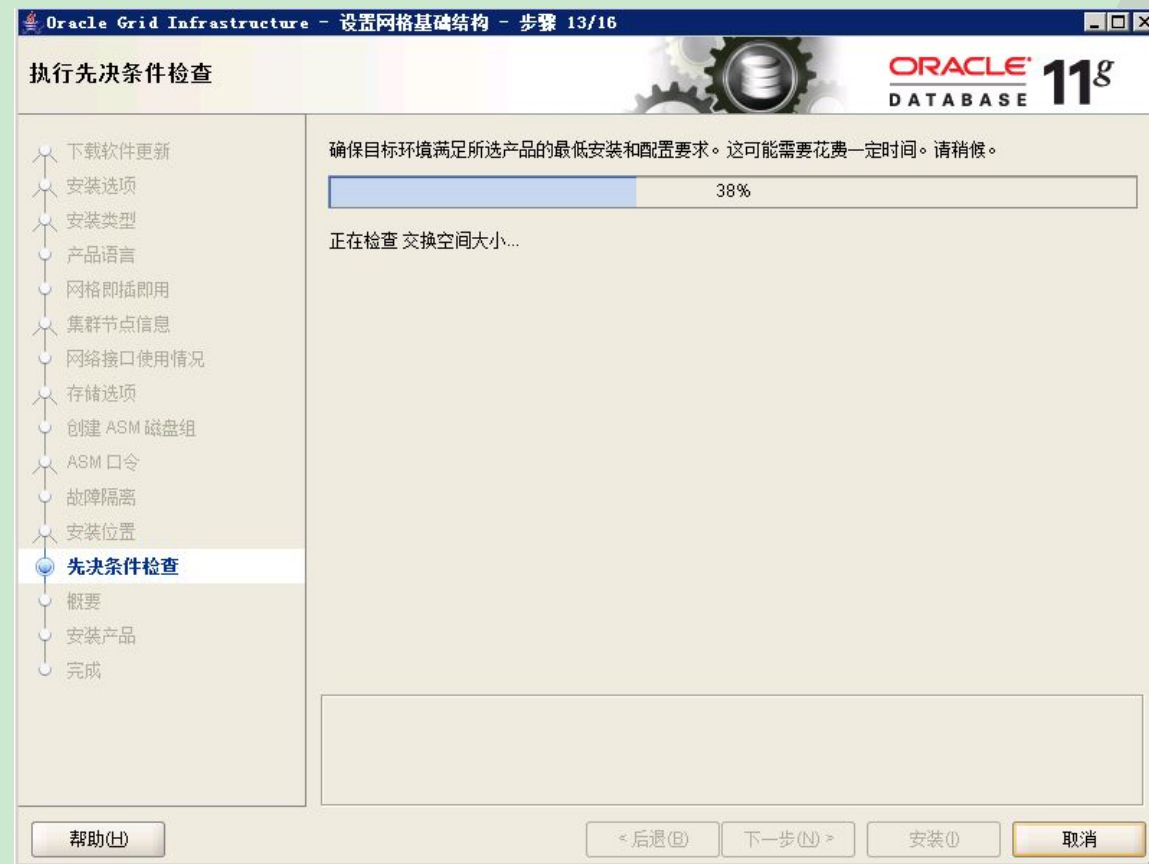 Oracle Grid Infrastructure - 设置网格基础结构 - 步骤 13/16
执行先决条件检查
ORACLE
DATABASE
11g
下载软件更新
安装选项
安装类型
产品语言
网格即插即用
集群节点信息
网络接口使用情况
存储选项
创建 ASM 磁盘组
ASM 口令
故障隔离
安装位置
先决条件检查
概要
安装产品
完成
确保目标环境满足所选产品的最低安装和配置要求。这可能需要花费一定时间。请稍候。
38%
正在检查 交换空间大小...
帮助(H)
< 后退(B)
下一步(N) >
安装(I)
取消